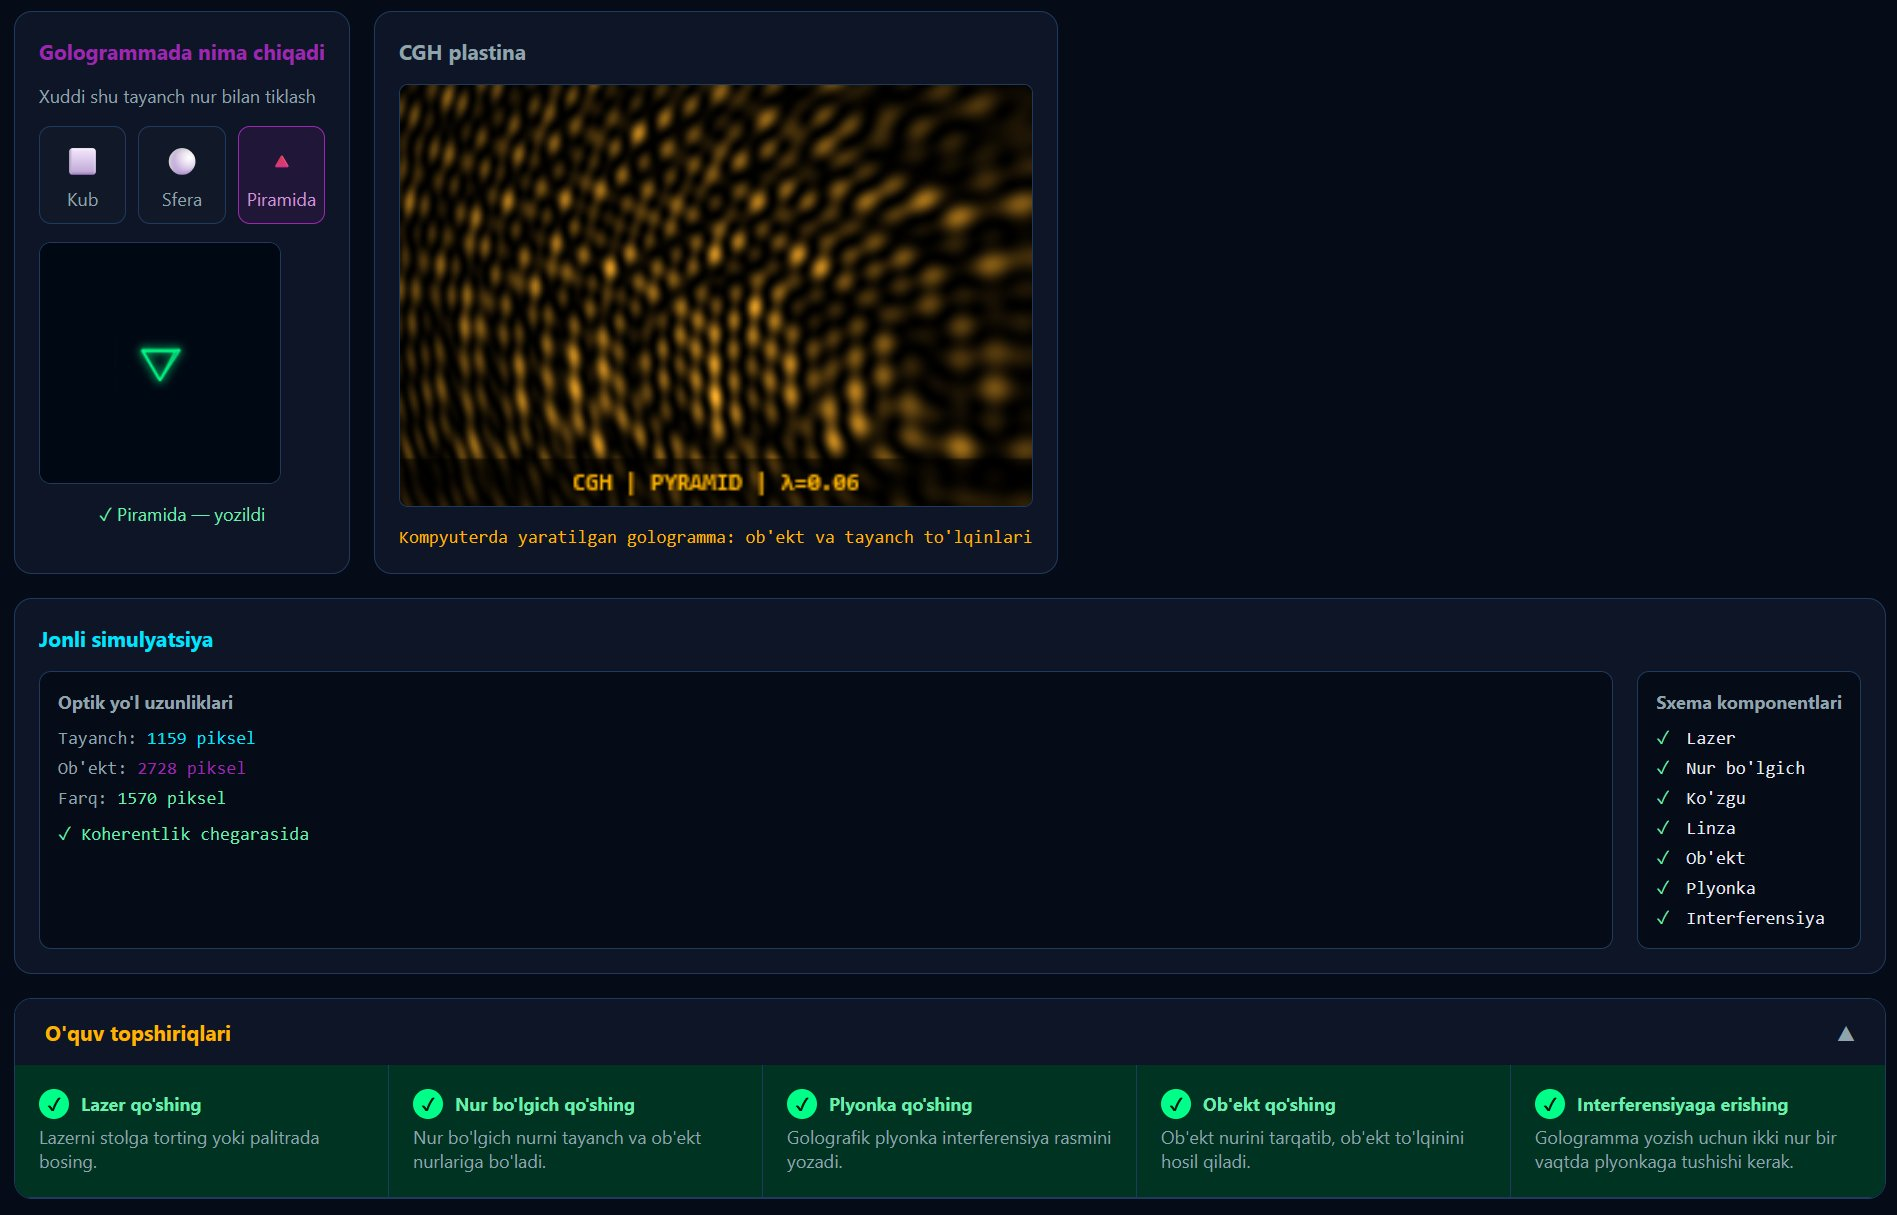 Gologrammada nima chiqadi
Xuddi shu tayanch nur bilan tiklash
Kub
Sfera
Piramida
✓ Piramida — yozildi
CGH plastina
CGH | PYRAMID | λ=0.06
Kompyuterda yaratilgan gologramma: ob'ekt va tayanch to'lqinlari
Jonli simulyatsiya
Optik yo'l uzunliklari
Tayanch: 1159 piksel
Ob'ekt: 2728 piksel
Farq: 1570 piksel
✓ Koherentlik chegarasida
Sxema komponentlari
✓ Lazer
✓ Nur bo'lgich
✓ Ko'zgu
✓ Linza
✓ Ob'ekt
✓ Plyonka
✓ Interferensiya
O'quv topshiriqlari
▲
✓ Lazer qo'shing
Lazerni stolga torting yoki palitrada
bosing.
✓ Nur bo'lgich qo'shing
Nur bo'lgich nurni tayanch va ob'ekt
nurlariga bo'ladi.
✓ Plyonka qo'shing
Golografik plyonka interferensiya rasmini
yozadi.
✓ Ob'ekt qo'shing
Ob'ekt nurini tarqatib, ob'ekt to'lqinini
hosil qiladi.
✓ Interferensiyaga erishing
Gologramma yozish uchun ikki nur bir
vaqtda plyonkaga tushishi kerak.